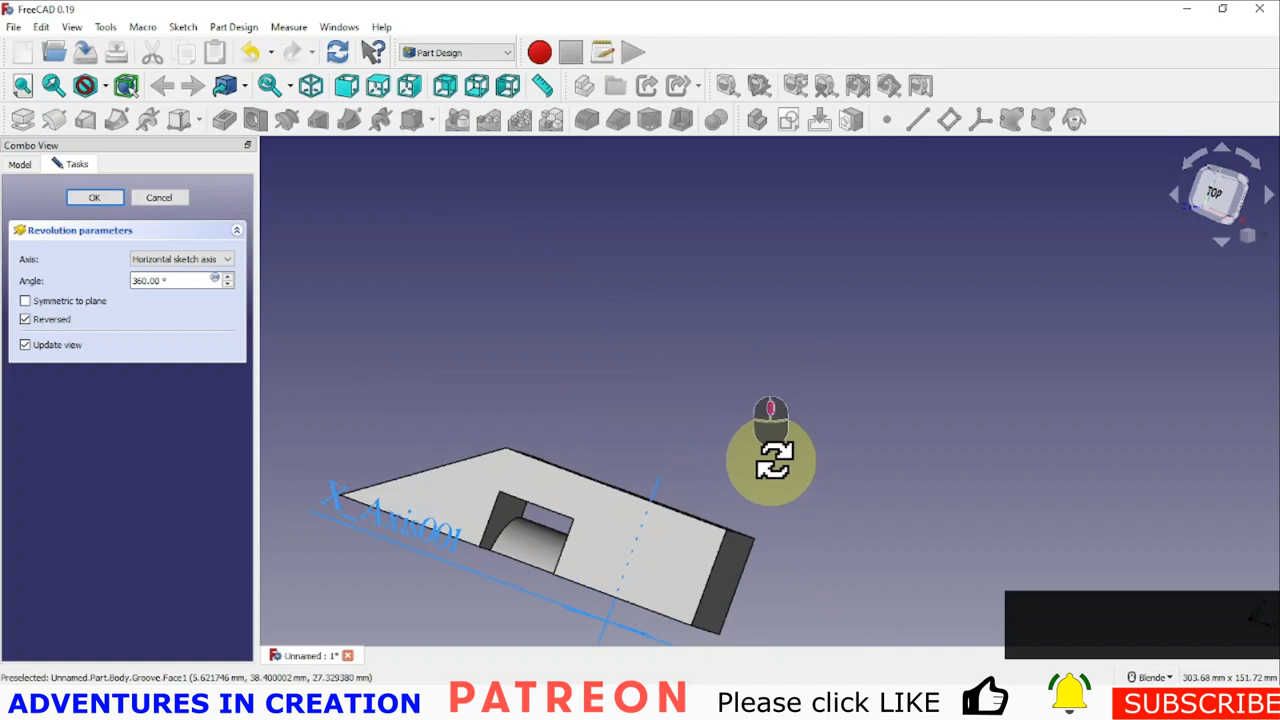 FreeCAD 0.19
File Edit View Tools Macro Sketch Part Design Measure Windows Help
Part Design
Combo View
Model Tasks
OK Cancel
Revolution parameters
Axis: Horizontal sketch axis
Angle: 360.00 °
Symmetric to plane
Reversed
Update view
TOP
X_Axis001
Unnamed : 1*
Preselected: Unnamed.Part.Body.Groove.Face1 (5.621746 mm, 38.400002 mm, 27.329380 mm)
Blender
303.68 mm x 151.72 mm
ADVENTURES IN CREATION PATREON Please click LIKE SUBSCRIBE